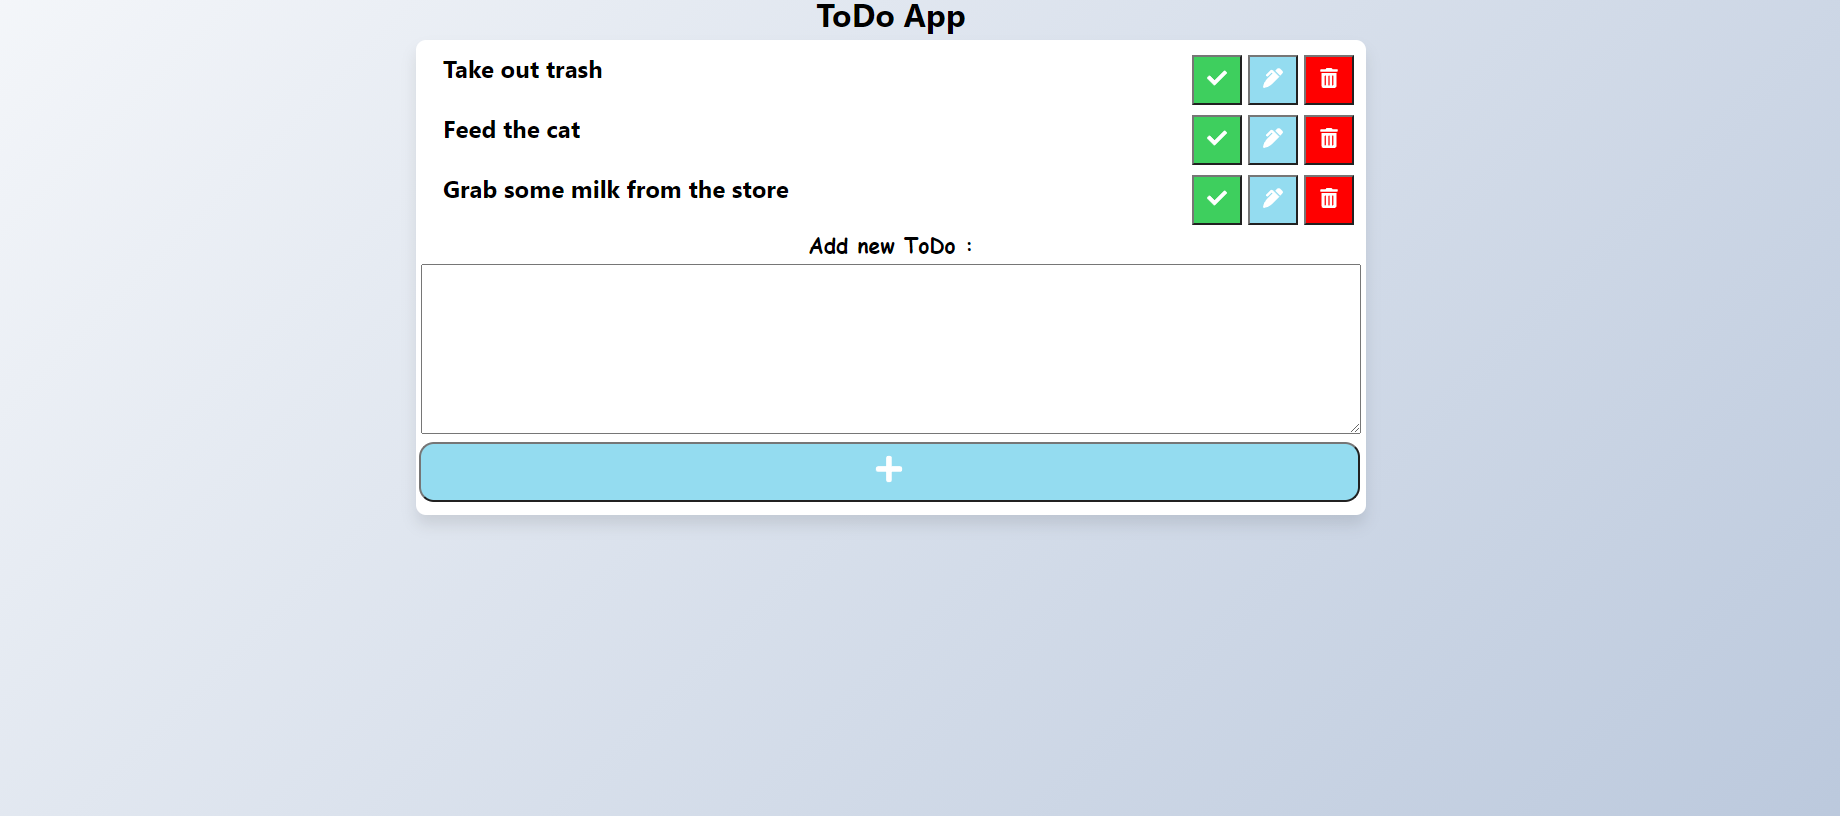 ToDo App
Take out trash
Feed the cat
Grab some milk from the store
Add new ToDo :